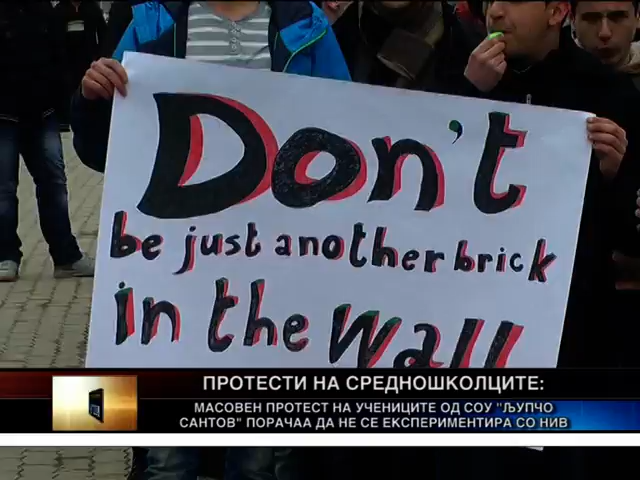 Don't
be just another brick
in the Wall
ПРОТЕСТИ НА СРЕДНОШКОЛЦИТЕ:
МАСОВЕН ПРОТЕСТ НА УЧЕНИЦИТЕ ОД СОУ "ЉУПЧО
САНТОВ" ПОРАЧАА ДА НЕ СЕ ЕКСПЕРИМЕНТИРА СО НИВ